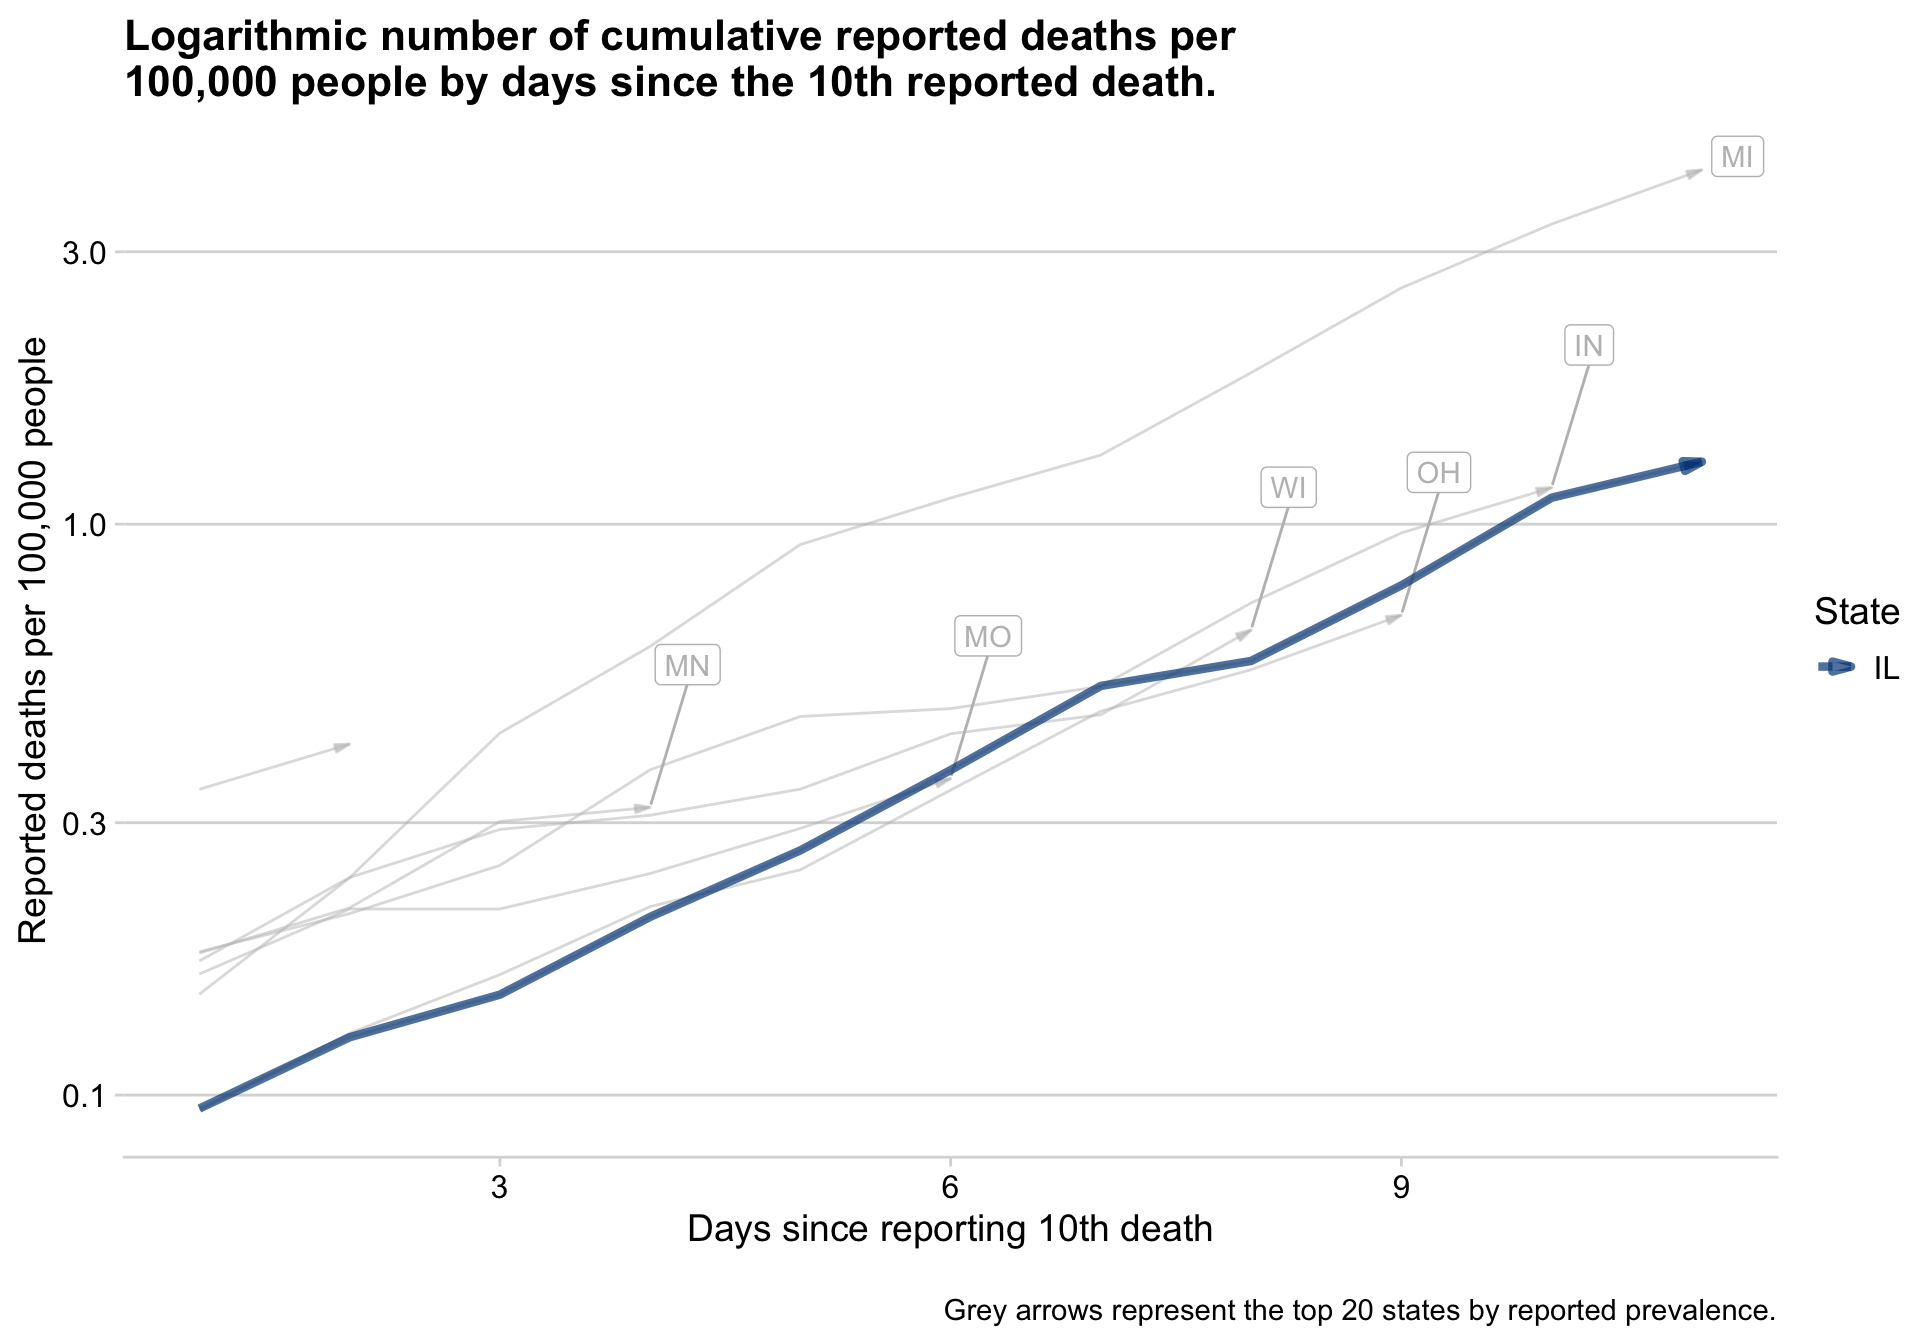 Logarithmic number of cumulative reported deaths per
100,000 people by days since the 10th reported death.
MI
3.0
IN
OH
WI
1.0
MO
MN
0.3
0.1
Reported deaths per 100,000 people
State
IL
3
6
9
Days since reporting 10th death
Grey arrows represent the top 20 states by reported prevalence.